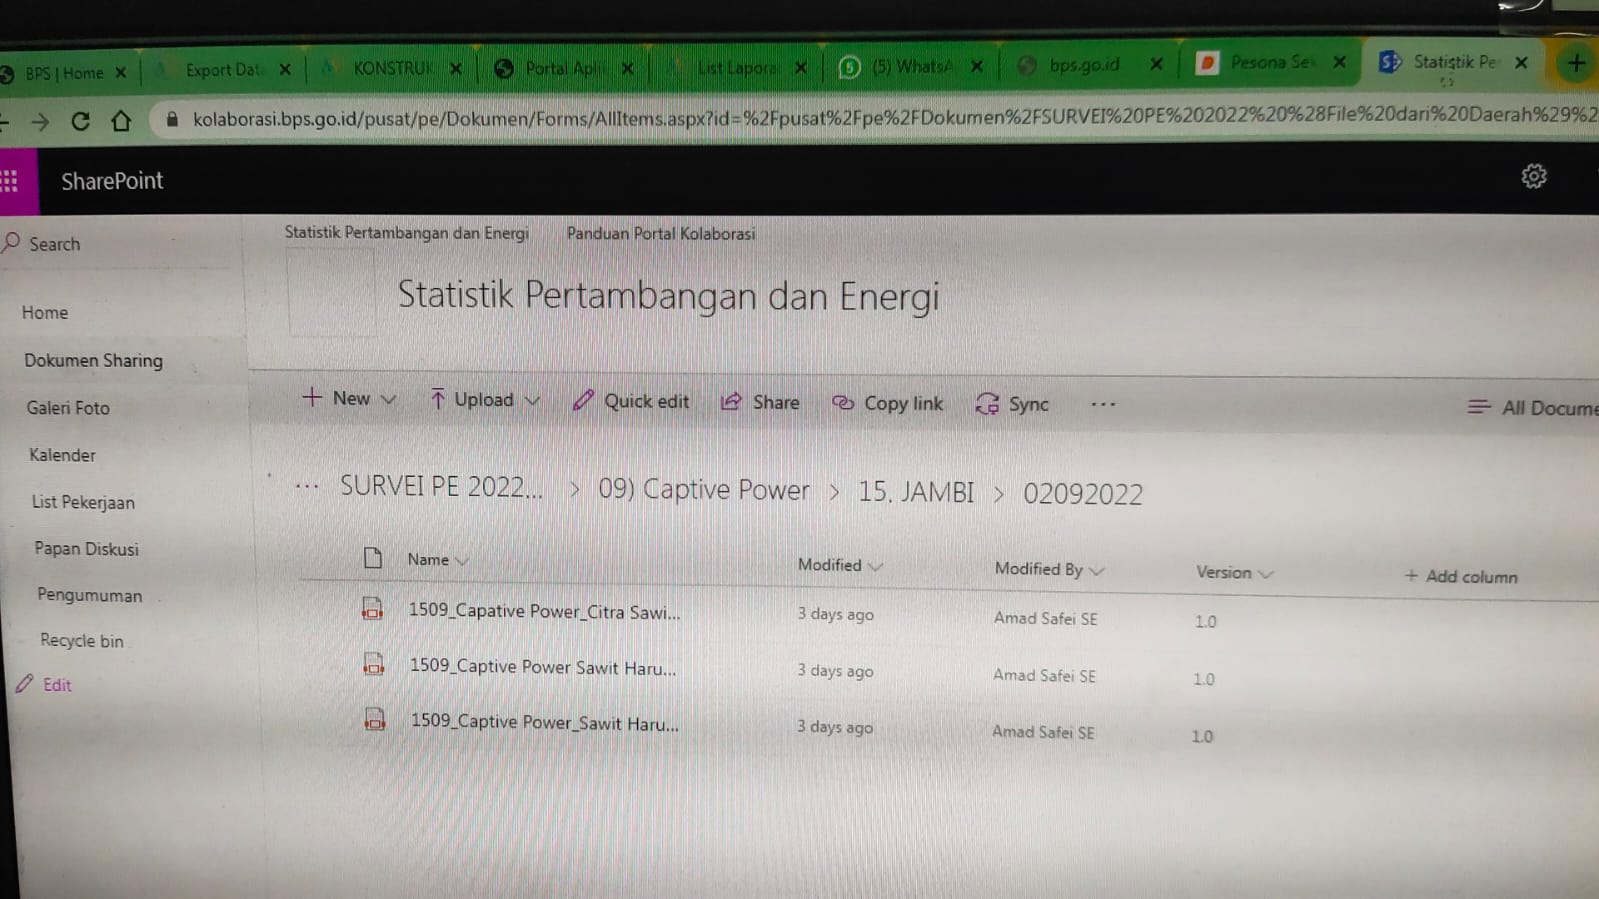 BPS | Home
Export Data
KONSTRUK
Portal Apli
List Lapora
(5) WhatsA
bps.go.id
Pesona Se
Statistik Pe
kolaborasi.bps.go.id/pusat/pe/Dokumen/Forms/AllItems.aspx?id=%2Fpusat%2Fpe%2FDokumen%2FSURVEI%20PE%202022%20%28File%20dari%20Daerah%29%2
SharePoint
Search
Home
Dokumen Sharing
Galeri Foto
Kalender
List Pekerjaan
Papan Diskusi
Pengumuman
Recycle bin
Edit
Statistik Pertambangan dan Energi
Panduan Portal Kolaborasi
Statistik Pertambangan dan Energi
+ New
Upload
Quick edit
Share
Copy link
Sync
...
All Docume
... SURVEI PE 2022... > 09) Captive Power > 15. JAMBI > 02092022
Name Modified Modified By Version + Add column
1509_Capative Power_Citra Sawi... 3 days ago Amad Safei SE 1.0
1509_Captive Power Sawit Haru... 3 days ago Amad Safei SE 1.0
1509_Captive Power_Sawit Haru... 3 days ago Amad Safei SE 1.0